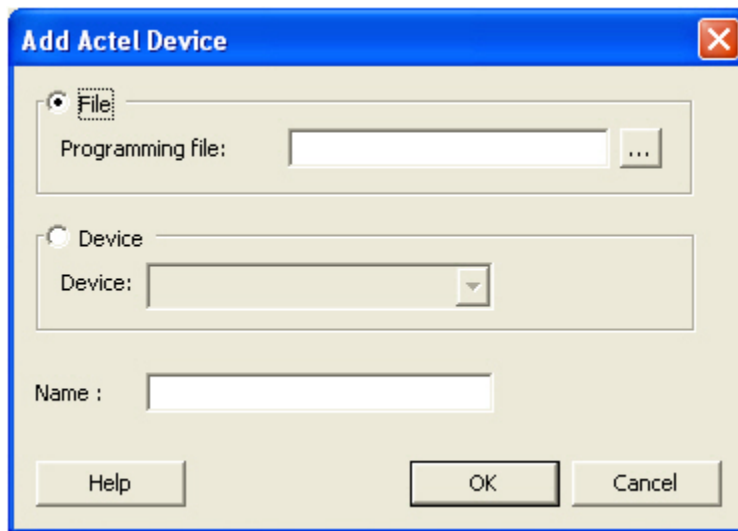 Add Actel Device
File
Programming file:
...
Device
Device:
Name :
Help OK Cancel